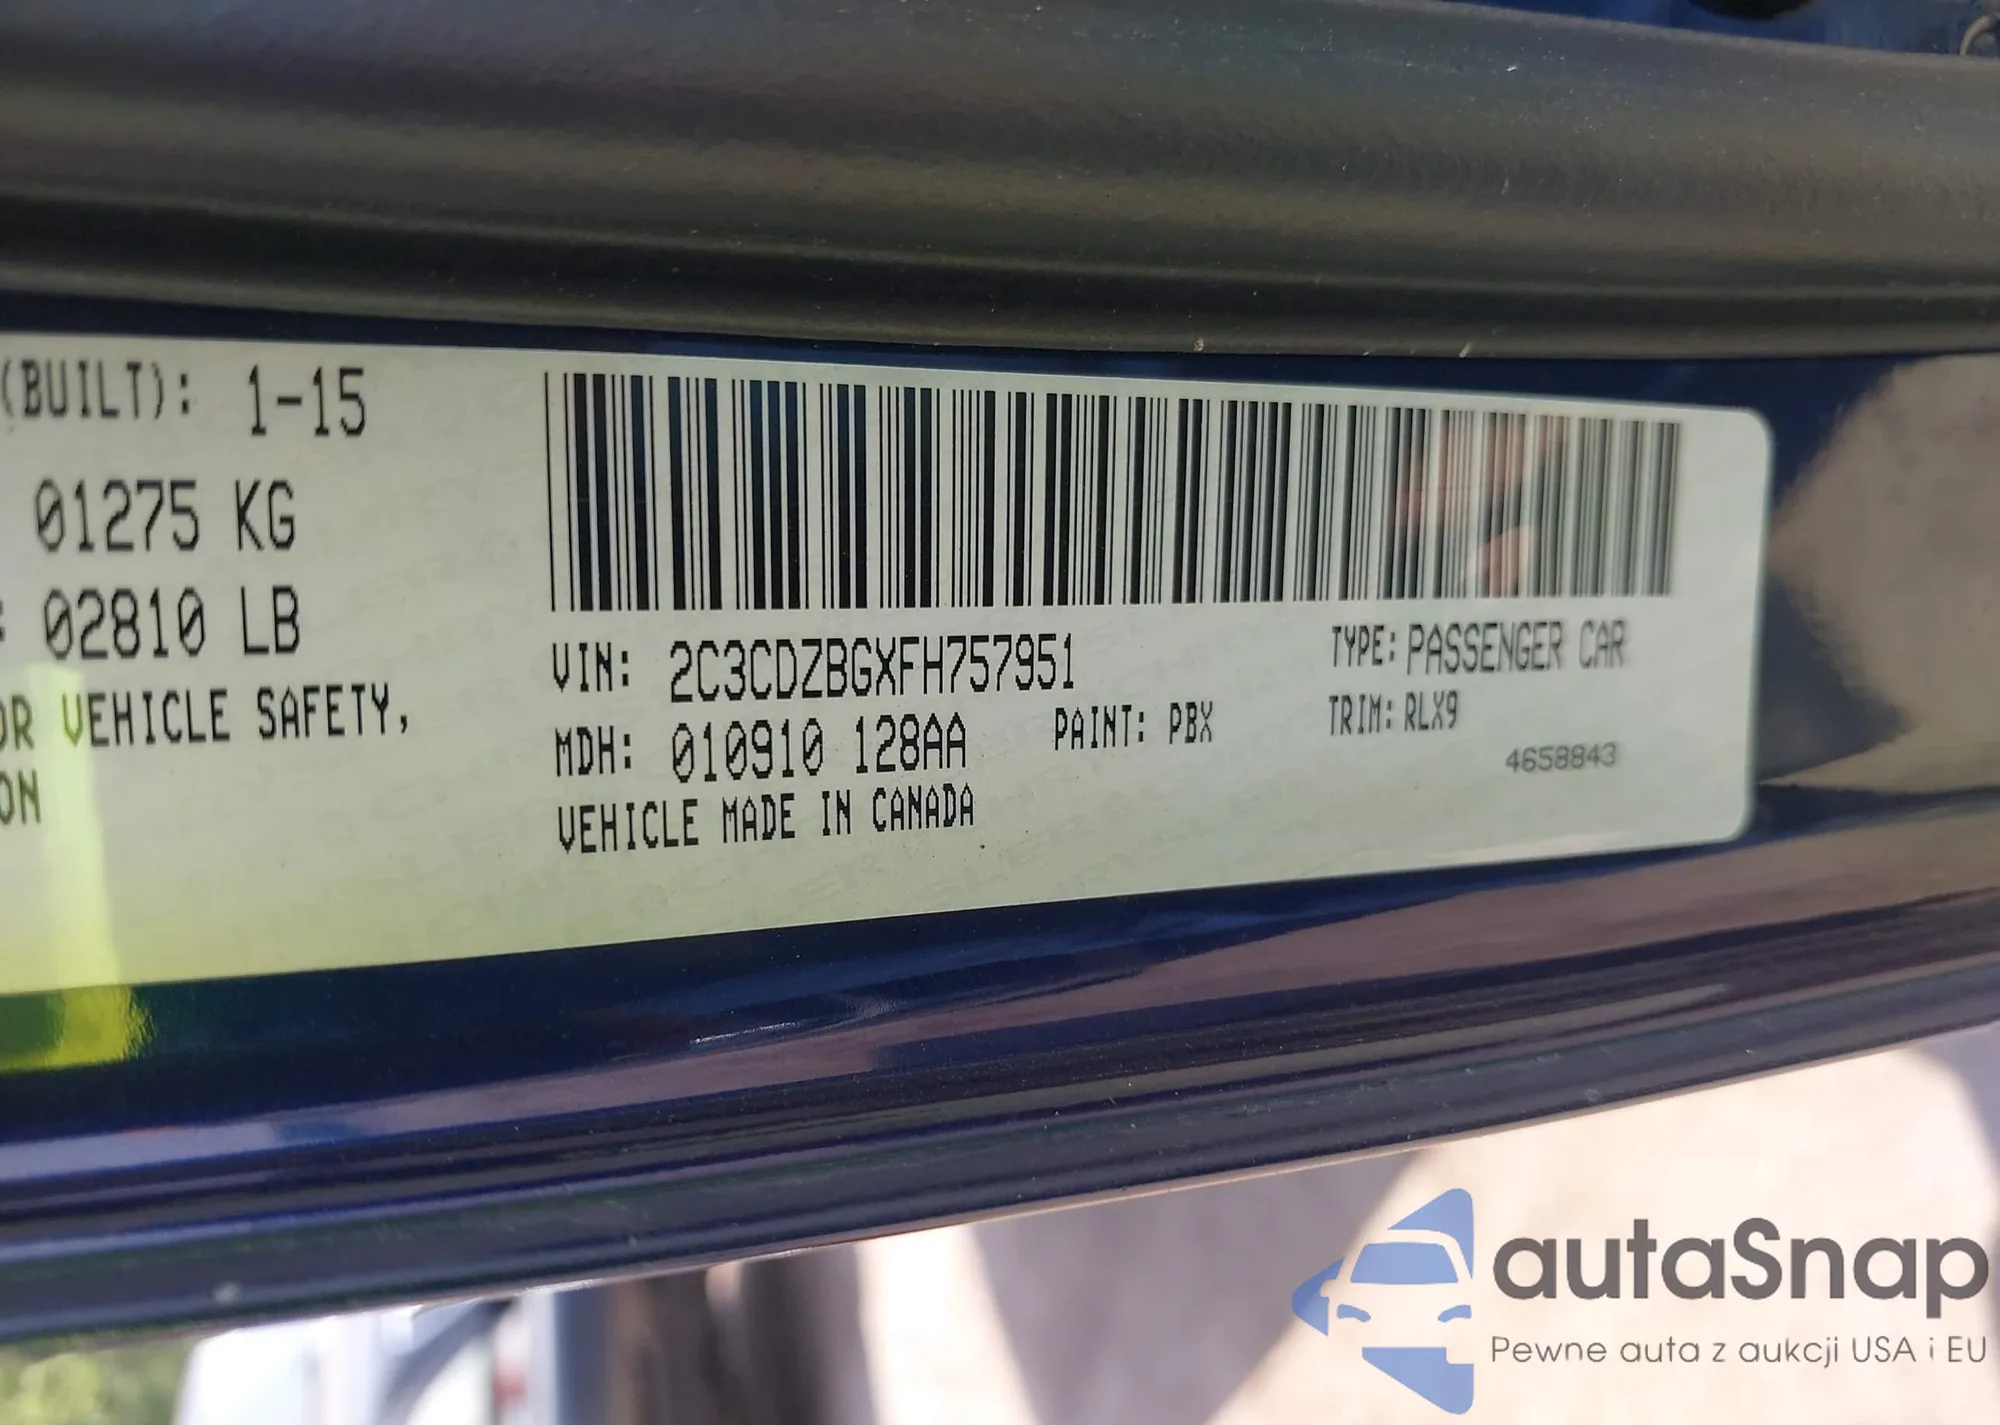 (BUILT): 1-15
01275 KG
: 02810 LB
OR VEHICLE SAFETY,
ON
VIN: 2C3CDZBGXFH757951
TYPE: PASSENGER CAR
MDH: 010910 128AA
PAINT: PBX
TRIM: RLX9
VEHICLE MADE IN CANADA
4658843
autaSnap
Pewne auta z aukcji USA i EU